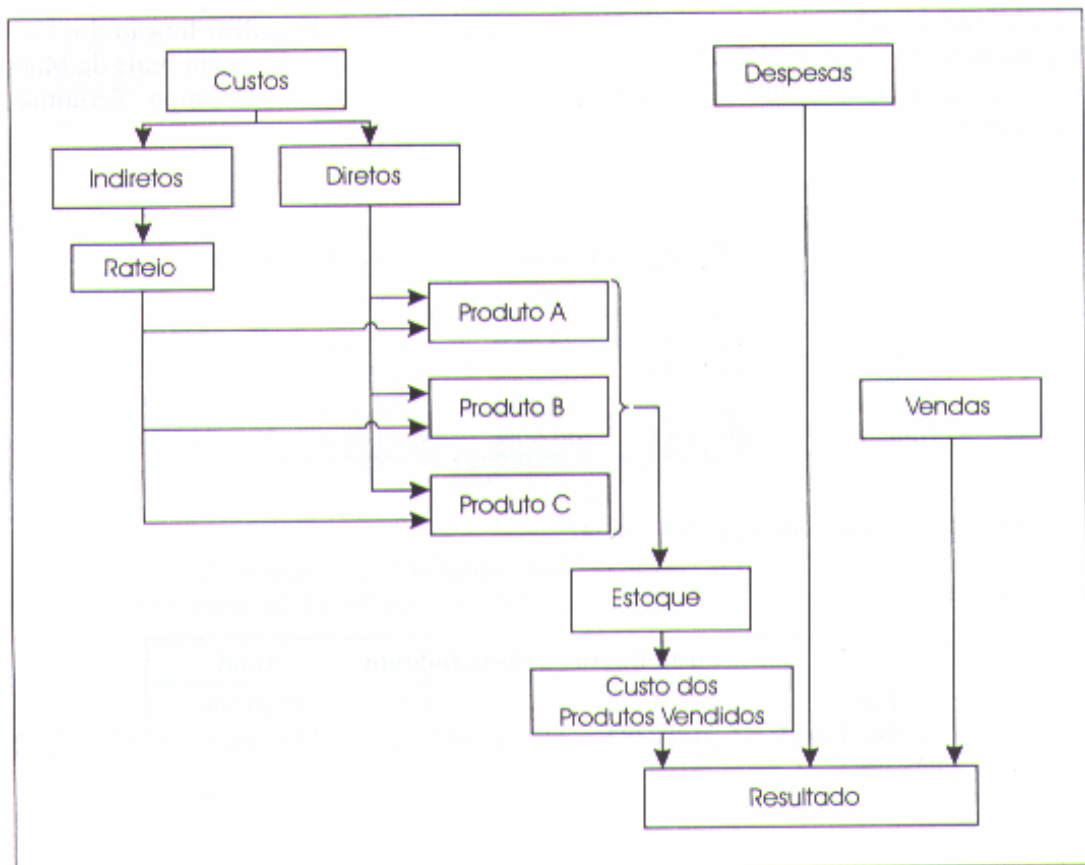 Custos
Despesas
Indiretos
Diretos
Rateio
Produto A
Produto B
Vendas
Produto C
Estoque
Custo dos
Produtos Vendidos
Resultado